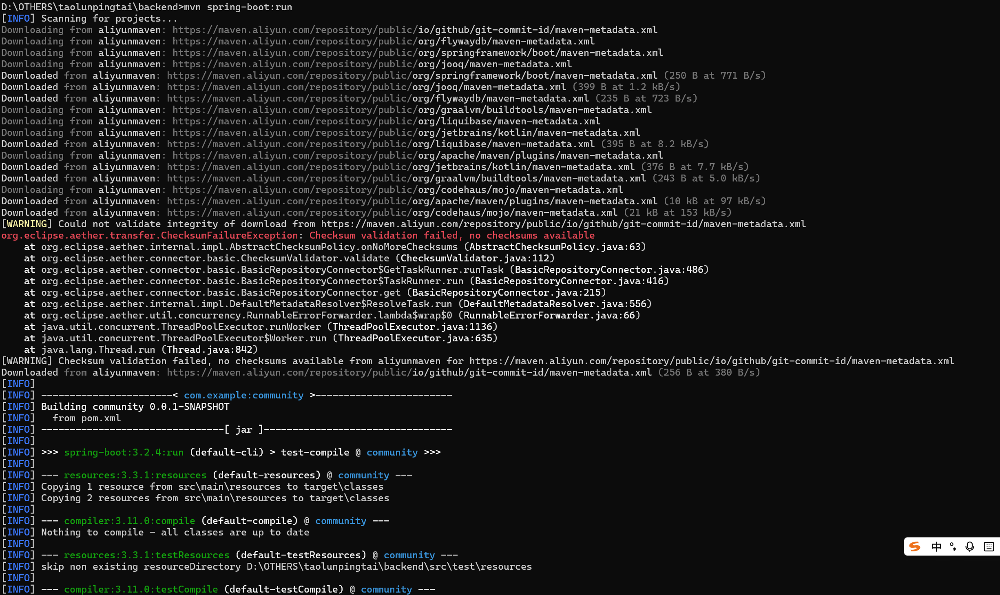 D:\OTHERS\taolunpingtai\backend>mvn spring-boot:run
[INFO] Scanning for projects...
Downloading from aliyunmaven: https://maven.aliyun.com/repository/public/io/github/git-commit-id/maven-metadata.xml
Downloading from aliyunmaven: https://maven.aliyun.com/repository/public/org/flywaydb/maven-metadata.xml
Downloading from aliyunmaven: https://maven.aliyun.com/repository/public/org/springframework/boot/maven-metadata.xml
Downloading from aliyunmaven: https://maven.aliyun.com/repository/public/org/jooq/maven-metadata.xml
Downloaded from aliyunmaven: https://maven.aliyun.com/repository/public/org/springframework/boot/maven-metadata.xml (250 B at 771 B/s)
Downloaded from aliyunmaven: https://maven.aliyun.com/repository/public/org/jooq/maven-metadata.xml (399 B at 1.2 kB/s)
Downloaded from aliyunmaven: https://maven.aliyun.com/repository/public/org/flywaydb/maven-metadata.xml (235 B at 723 B/s)
Downloading from aliyunmaven: https://maven.aliyun.com/repository/public/org/graalvm/buildtools/maven-metadata.xml
Downloading from aliyunmaven: https://maven.aliyun.com/repository/public/org/liquibase/maven-metadata.xml
Downloading from aliyunmaven: https://maven.aliyun.com/repository/public/org/jetbrains/kotlin/maven-metadata.xml
Downloaded from aliyunmaven: https://maven.aliyun.com/repository/public/org/liquibase/maven-metadata.xml (395 B at 8.2 kB/s)
Downloading from aliyunmaven: https://maven.aliyun.com/repository/public/org/apache/maven/plugins/maven-metadata.xml
Downloaded from aliyunmaven: https://maven.aliyun.com/repository/public/org/jetbrains/kotlin/maven-metadata.xml (376 B at 7.7 kB/s)
Downloaded from aliyunmaven: https://maven.aliyun.com/repository/public/org/graalvm/buildtools/maven-metadata.xml (243 B at 5.0 kB/s)
Downloading from aliyunmaven: https://maven.aliyun.com/repository/public/org/codehaus/mojo/maven-metadata.xml
Downloaded from aliyunmaven: https://maven.aliyun.com/repository/public/org/apache/maven/plugins/maven-metadata.xml (10 kB at 97 kB/s)
Downloaded from aliyunmaven: https://maven.aliyun.com/repository/public/org/codehaus/mojo/maven-metadata.xml (21 kB at 153 kB/s)
[WARNING] Could not validate integrity of download from https://maven.aliyun.com/repository/public/io/github/git-commit-id/maven-metadata.xml
org.eclipse.aether.transfer.ChecksumFailureException: Checksum validation failed, no checksums available
    at org.eclipse.aether.internal.impl.AbstractChecksumPolicy.onNoMoreChecksums (AbstractChecksumPolicy.java:63)
    at org.eclipse.aether.connector.basic.ChecksumValidator.validate (ChecksumValidator.java:112)
    at org.eclipse.aether.connector.basic.BasicRepositoryConnector$GetTaskRunner.runTask (BasicRepositoryConnector.java:486)
    at org.eclipse.aether.connector.basic.BasicRepositoryConnector$TaskRunner.run (BasicRepositoryConnector.java:416)
    at org.eclipse.aether.connector.basic.BasicRepositoryConnector.get (BasicRepositoryConnector.java:215)
    at org.eclipse.aether.internal.impl.DefaultMetadataResolver$ResolveTask.run (DefaultMetadataResolver.java:556)
    at org.eclipse.aether.util.concurrency.RunnableErrorForwarder.lambda$wrap$0 (RunnableErrorForwarder.java:66)
    at java.util.concurrent.ThreadPoolExecutor.runWorker (ThreadPoolExecutor.java:1136)
    at java.util.concurrent.ThreadPoolExecutor$Worker.run (ThreadPoolExecutor.java:635)
    at java.lang.Thread.run (Thread.java:842)
[WARNING] Checksum validation failed, no checksums available from aliyunmaven for https://maven.aliyun.com/repository/public/io/github/git-commit-id/maven-metadata.xml
Downloaded from aliyunmaven: https://maven.aliyun.com/repository/public/io/github/git-commit-id/maven-metadata.xml (256 B at 380 B/s)
[INFO]
[INFO] -----------------------< com.example:community >------------------------
[INFO] Building community 0.0.1-SNAPSHOT
[INFO]   from pom.xml
[INFO] --------------------------------[ jar ]---------------------------------
[INFO]
[INFO] >>> spring-boot:3.2.4:run (default-cli) > test-compile @ community >>>
[INFO]
[INFO] --- resources:3.3.1:resources (default-resources) @ community ---
[INFO] Copying 1 resource from src\main\resources to target\classes
[INFO] Copying 2 resources from src\main\resources to target\classes
[INFO]
[INFO] --- compiler:3.11.0:compile (default-compile) @ community ---
[INFO] Nothing to compile - all classes are up to date
[INFO]
[INFO] --- resources:3.3.1:testResources (default-testResources) @ community ---
[INFO] skip non existing resourceDirectory D:\OTHERS\taolunpingtai\backend\src\test\resources
[INFO]
[INFO] --- compiler:3.11.0:testCompile (default-testCompile) @ community ---
S 中